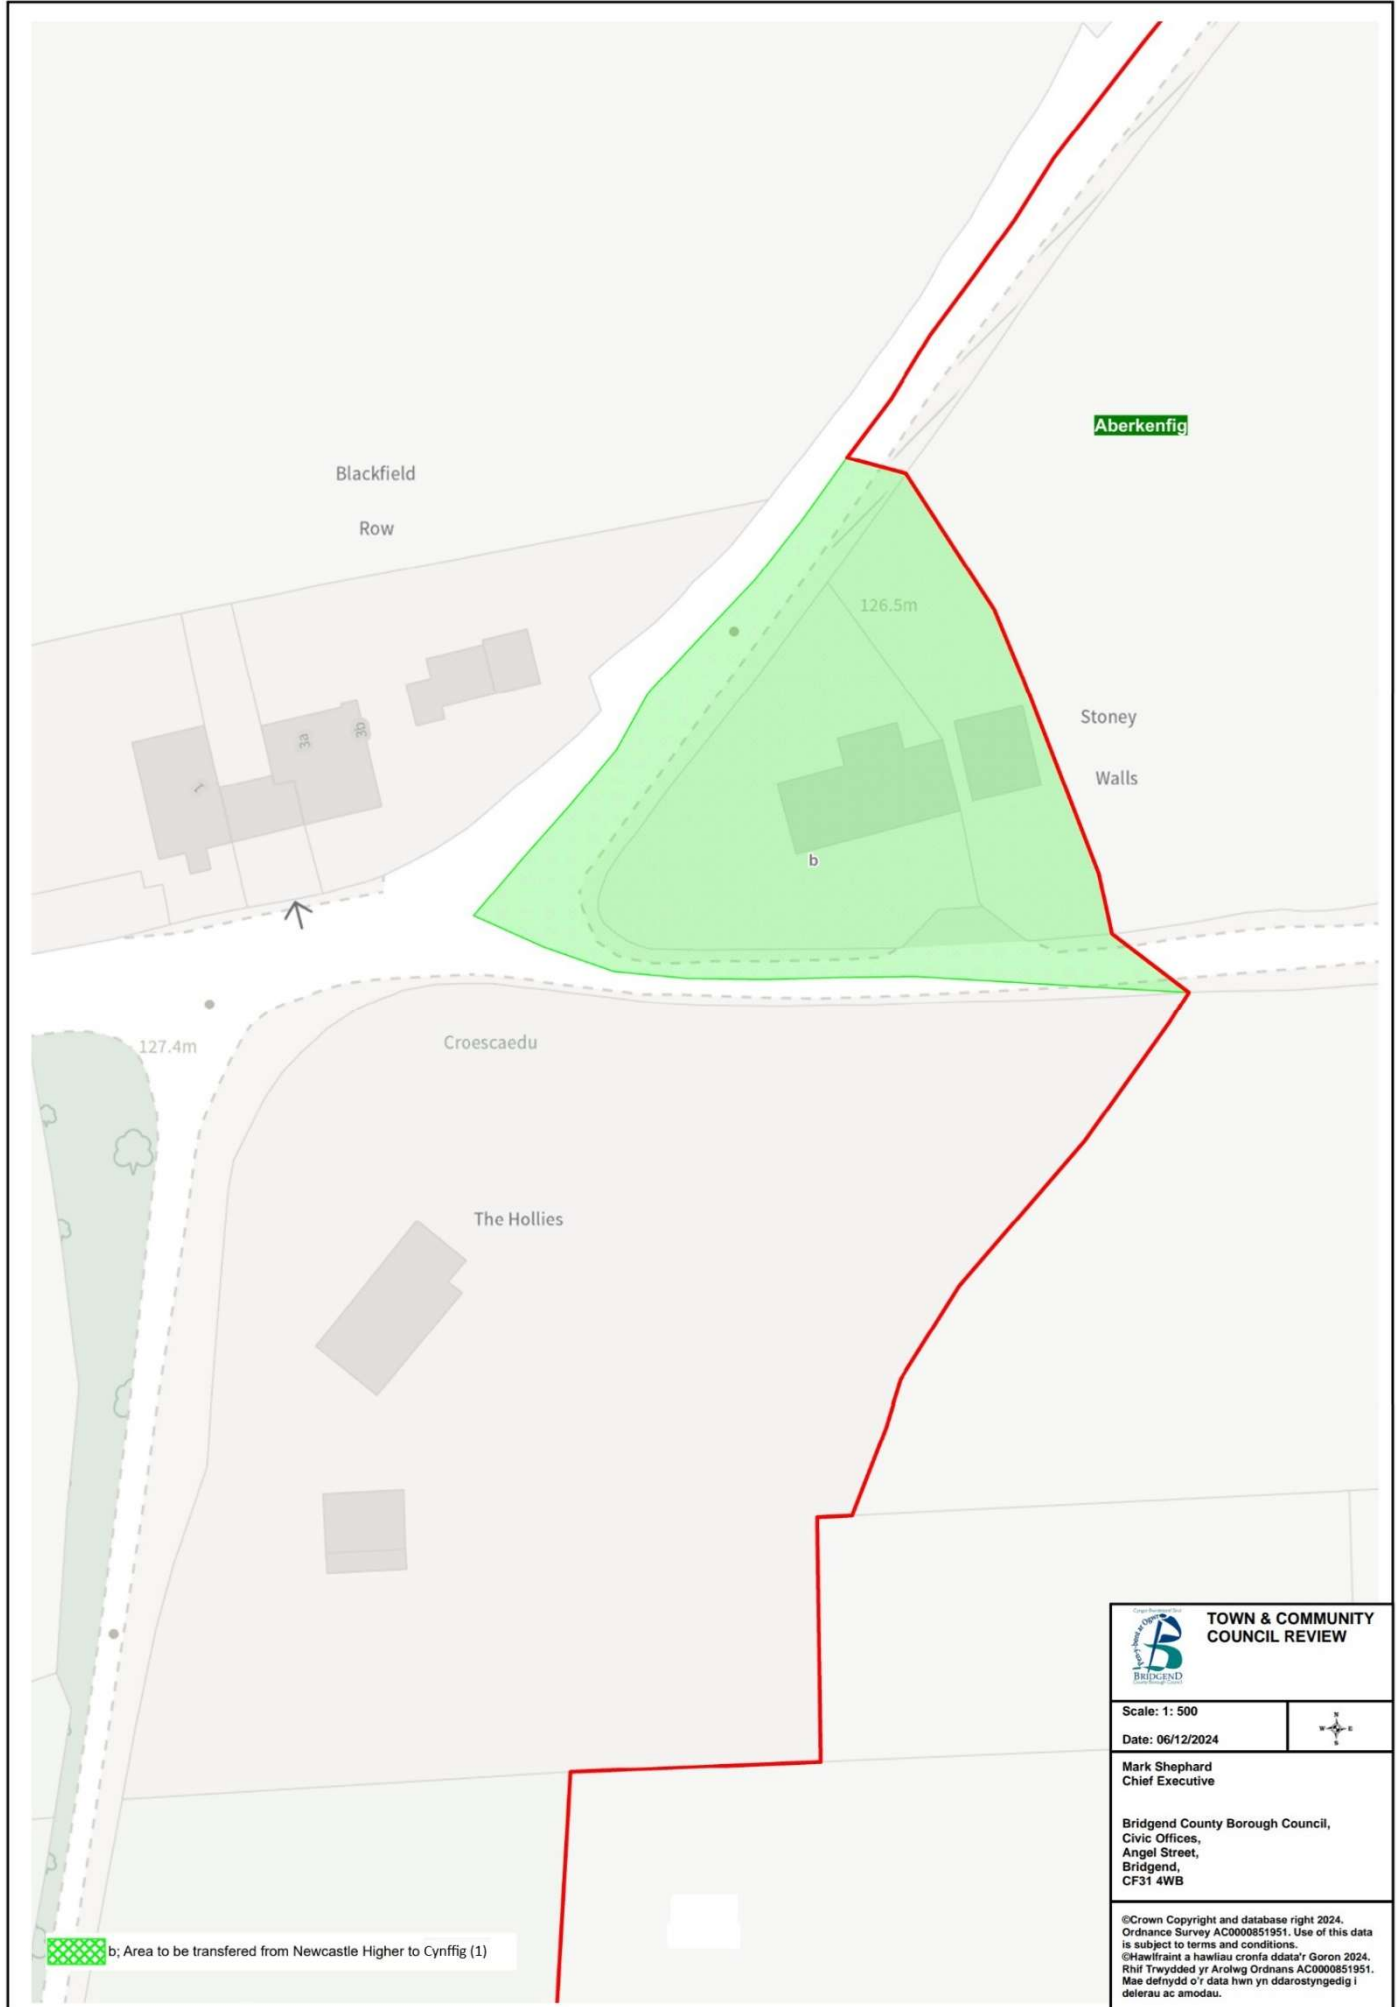 Aberkenfig
Blackfield
Row
126.5m
Stoney
Walls
3a
3b
1
b
127.4m
Croescaedu
The Hollies
TOWN & COMMUNITY
COUNCIL REVIEW
BRIDGEND
County Borough Council
Scale: 1: 500
Date: 06/12/2024
N
W
E
S
Mark Shephard
Chief Executive
Bridgend County Borough Council,
Civic Offices,
Angel Street,
Bridgend,
CF31 4WB
©Crown Copyright and database right 2024.
Ordnance Survey AC0000851951. Use of this data
is subject to terms and conditions.
©Hawlfraint a hawliau cronfa ddata'r Goron 2024.
Rhif Trwydded yr Arolwg Ordnans AC0000851951.
Mae defnydd o'r data hwn yn ddarostyngedig i
delerau ac amodau.
b; Area to be transfered from Newcastle Higher to Cynffig (1)